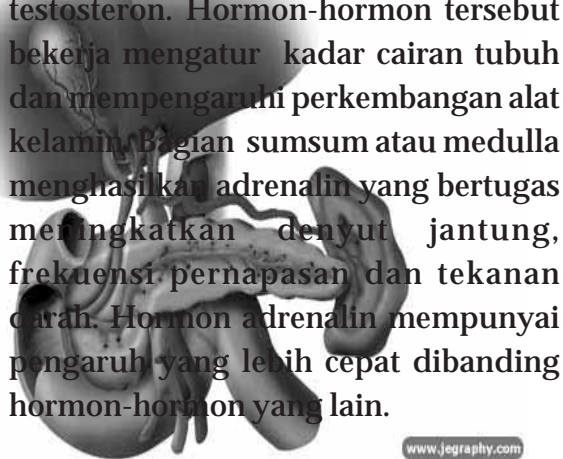 testosteron. Hormon-hormon tersebut
bekerja mengatur kadar cairan tubuh
dan mempengaruhi perkembangan alat
kelamin. Bagian sumsum atau medulla
menghasilkan adrenalin yang bertugas
meningkatkan denyut jantung,
frekuensi pernapasan dan tekanan
darah. Hormon adrenalin mempunyai
pengaruh yang lebih cepat dibanding
hormon-hormon yang lain.
www.jegraphy.com